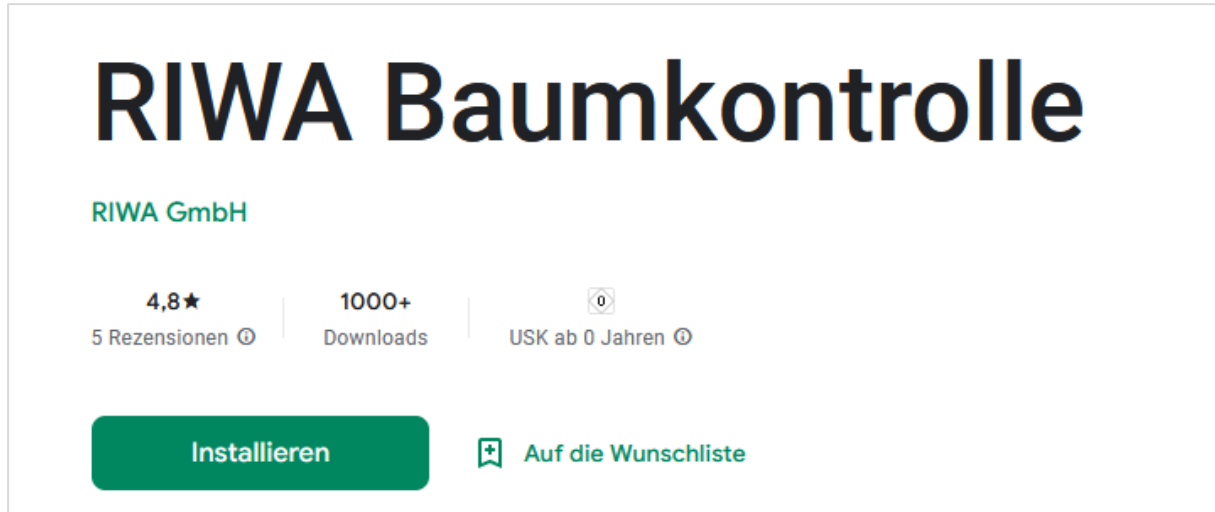 RIWA Baumkontrolle
RIWA GmbH
4,8★ 1000+ 0
5 Rezensionen Downloads USK ab 0 Jahren
Installieren Auf die Wunschliste